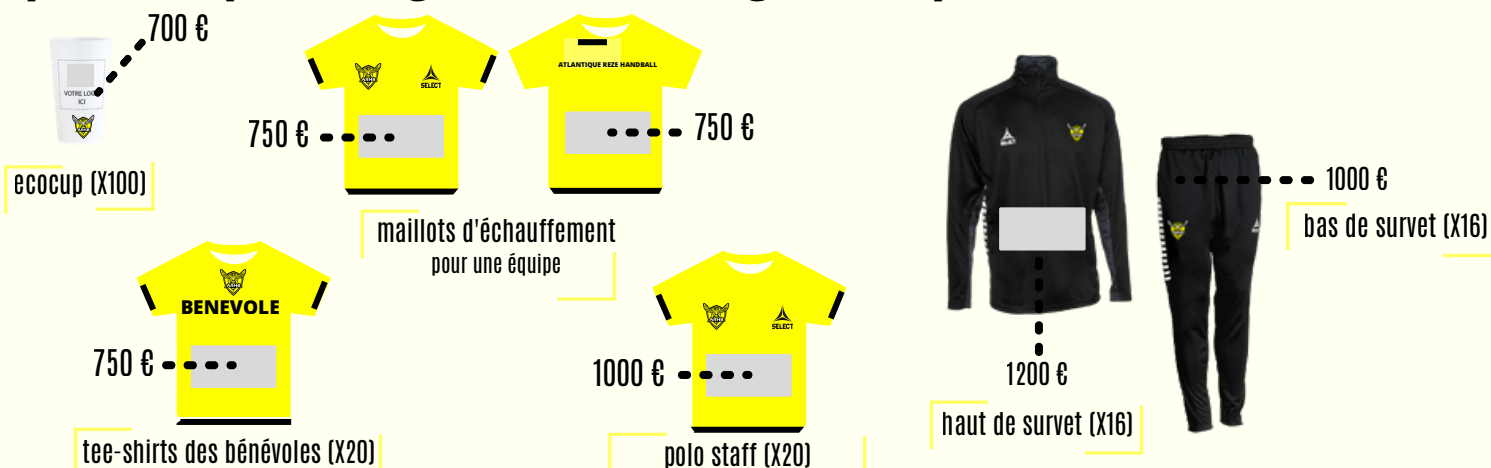 700 €
VOTRE LOGO
ICI
ecocup (X100)
SELECT
ATLANTIQUE REZE HANDBALL
750 €
750 €
maillots d'échauffement
pour une équipe
SELECT
1000 €
bas de survet (X16)
1200 €
haut de survet (X16)
BENEVOLE
750 €
tee-shirts des bénévoles (X20)
SELECT
1000 €
polo staff (X20)